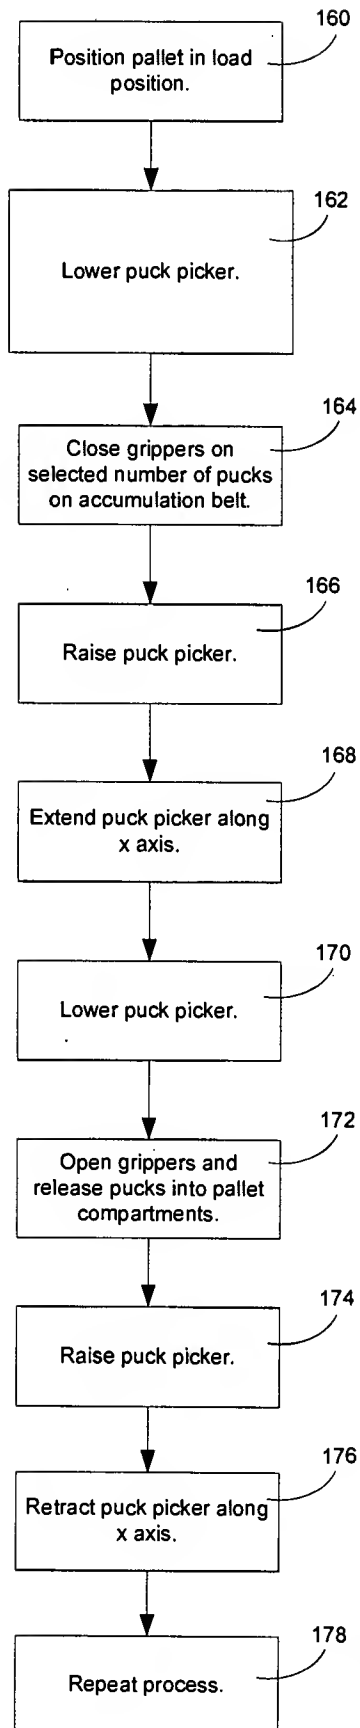 160
Position pallet in load
position.
162
Lower puck picker.
164
Close grippers on
selected number of pucks
on accumulation belt.
166
Raise puck picker.
168
Extend puck picker along
x axis.
170
Lower puck picker.
172
Open grippers and
release pucks into pallet
compartments.
174
Raise puck picker.
176
Retract puck picker along
x axis.
178
Repeat process.